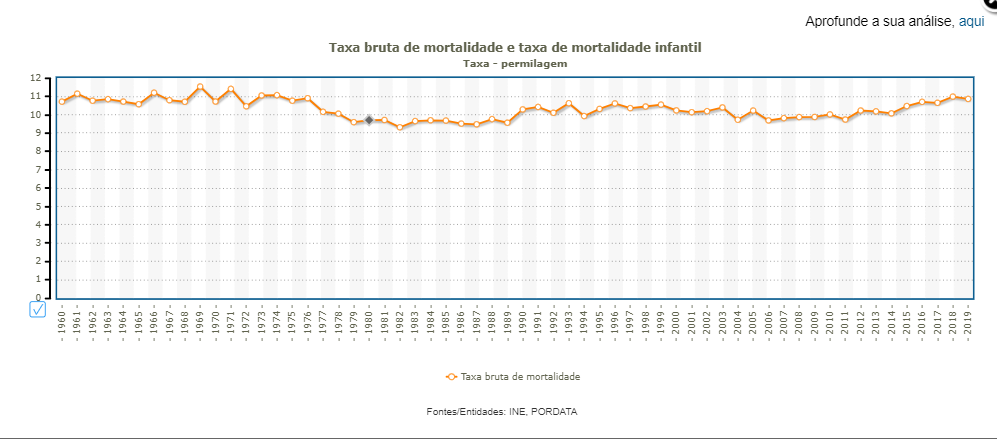 Aprofunde a sua análise, aqui
Taxa bruta de mortalidade e taxa de mortalidade infantil
Taxa - permilagem
12
11
10
9
8
7
6
5
4
3
2
1
0
1960 - 1961 - 1962 - 1963 - 1964 - 1965 - 1966 - 1967 - 1968 - 1969 - 1970 - 1971 - 1972 - 1973 - 1974 - 1975 - 1976 - 1977 - 1978 - 1979 - 1980 - 1981 - 1982 - 1983 - 1984 - 1985 - 1986 - 1987 - 1988 - 1989 - 1990 - 1991 - 1992 - 1993 - 1994 - 1995 - 1996 - 1997 - 1998 - 1999 - 2000 - 2001 - 2002 - 2003 - 2004 - 2005 - 2006 - 2007 - 2008 - 2009 - 2010 - 2011 - 2012 - 2013 - 2014 - 2015 - 2016 - 2017 - 2018 - 2019 -
Taxa bruta de mortalidade
Fontes/Entidades: INE, PORDATA